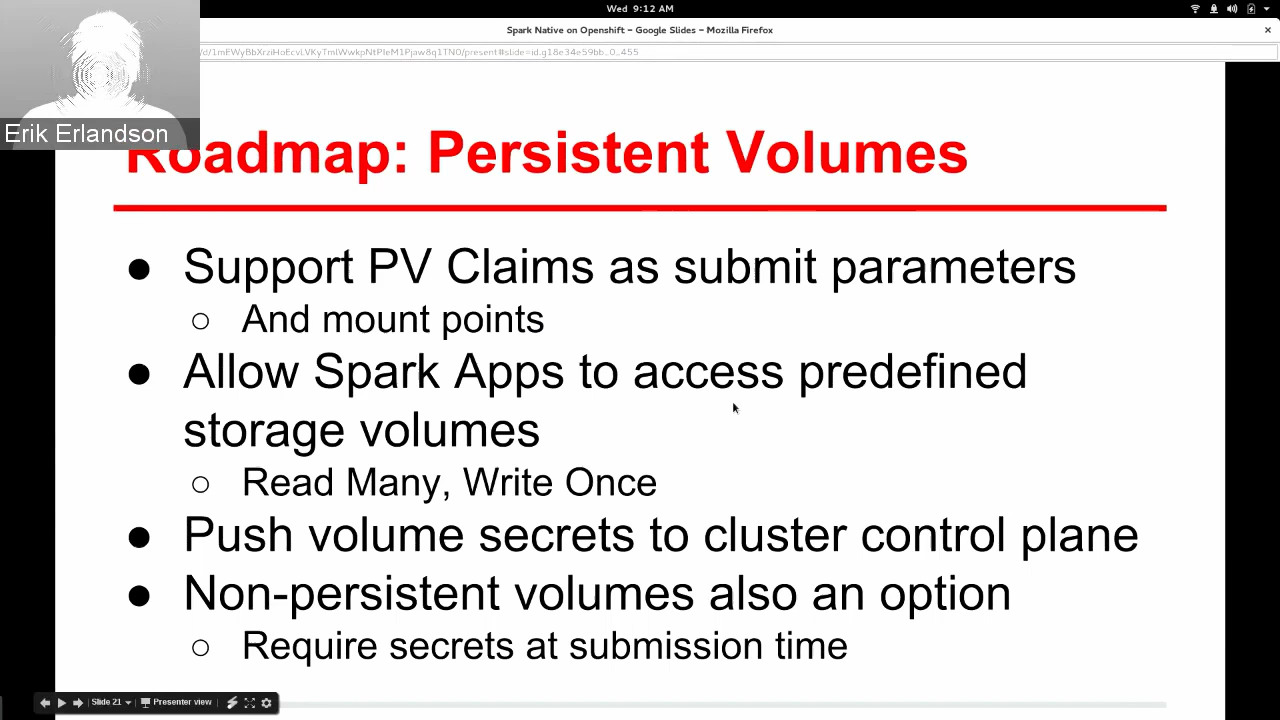 Wed 9:12 AM
Spark Native on Openshift – Google Slides – Mozilla Firefox
Erik Erlandson
Roadmap: Persistent Volumes
● Support PV Claims as submit parameters
○ And mount points
● Allow Spark Apps to access predefined
storage volumes
○ Read Many, Write Once
● Push volume secrets to cluster control plane
● Non-persistent volumes also an option
○ Require secrets at submission time
Slide 21
Presenter view